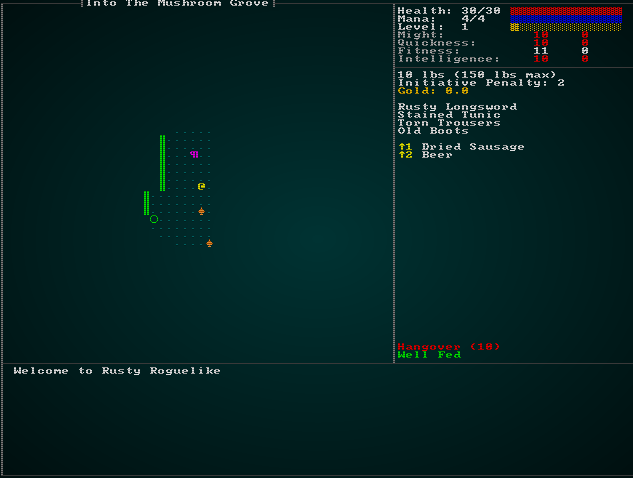 Into The Mushroom Grove
Health: 30/30
Mana: 4/4
Level: 1
Might: 10 0
Quickness: 10 0
Fitness: 11 0
Intelligence: 10 0
10 lbs (150 lbs max)
Initiative Penalty: 2
Gold: 0.0
Rusty Longsword
Stained Tunic
Torn Trousers
Old Boots
↑1 Dried Sausage
↑2 Beer
Hangover (10)
Well Fed
Welcome to Rusty Roguelike